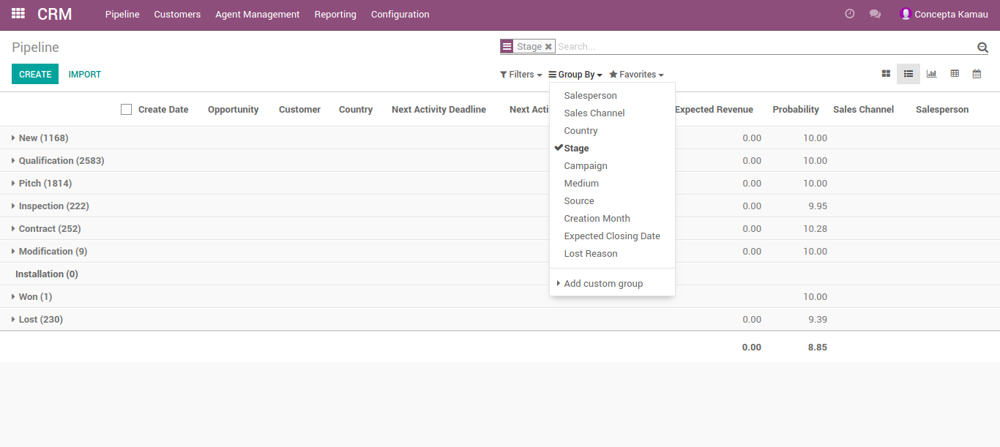 CRM Pipeline Customers Agent Management Reporting Configuration Concepta Kamau
Pipeline
Stage Search...
CREATE IMPORT
Filters Group By Favorites
Salesperson
Sales Channel
Country
Stage
Campaign
Medium
Source
Creation Month
Expected Closing Date
Lost Reason
Add custom group
Create Date Opportunity Customer Country Next Activity Deadline Next Acti Expected Revenue Probability Sales Channel Salesperson
New (1168) 0.00 10.00
Qualification (2583) 0.00 10.00
Pitch (1814) 0.00 10.00
Inspection (222) 0.00 9.95
Contract (252) 0.00 10.28
Modification (9) 0.00 10.00
Installation (0)
Won (1) 10.00
Lost (230) 0.00 9.39
0.00 8.85